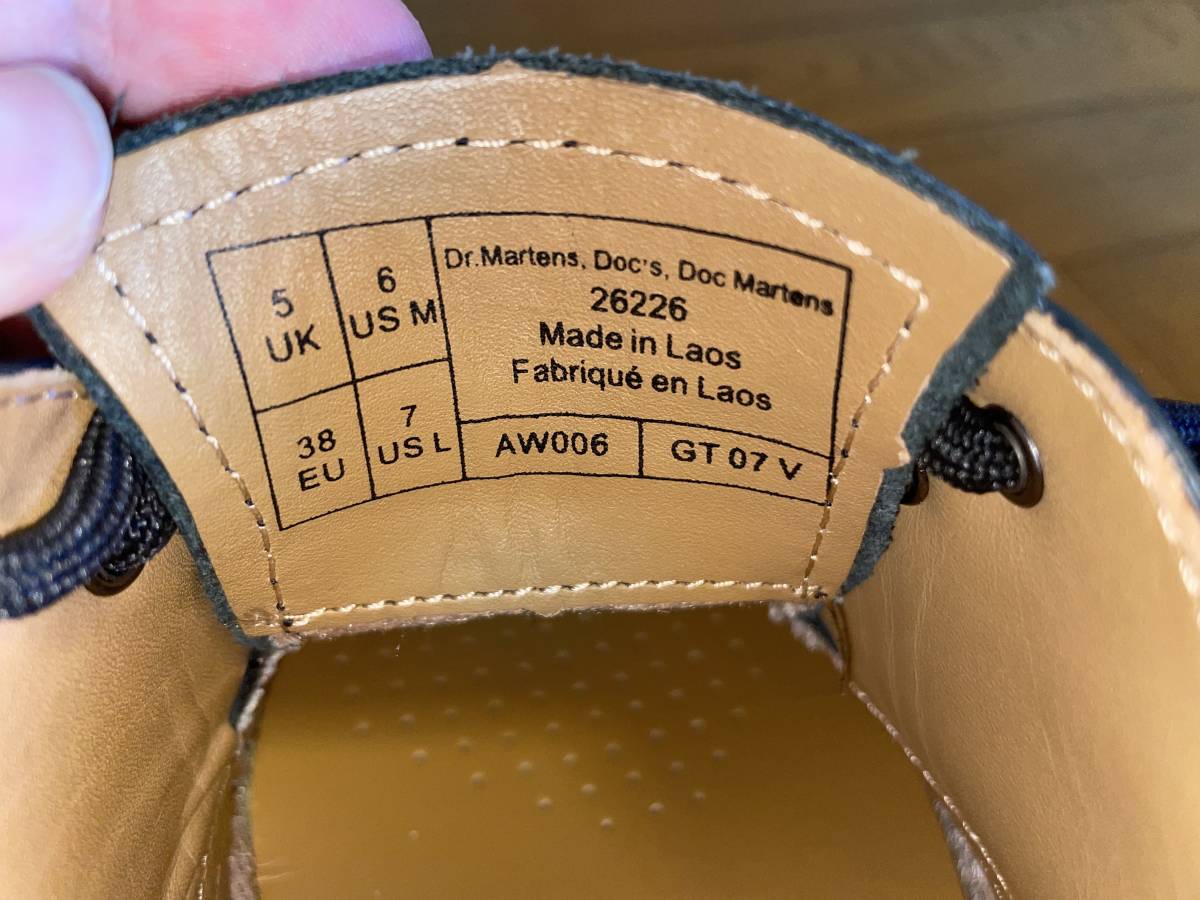 5
UK
6
US M
38
EU
7
US L
Dr.Martens, Doc's, Doc Martens
26226
Made in Laos
Fabriqué en Laos
AW006
GT 07 V